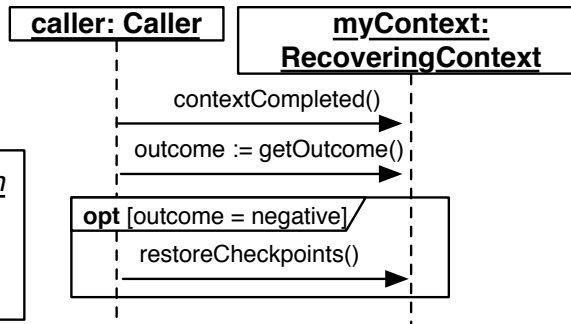 caller: Caller
myContext:
RecoveringContext
contextCompleted()
outcome := getOutcome()
opt [outcome = negative]
restoreCheckpoints()